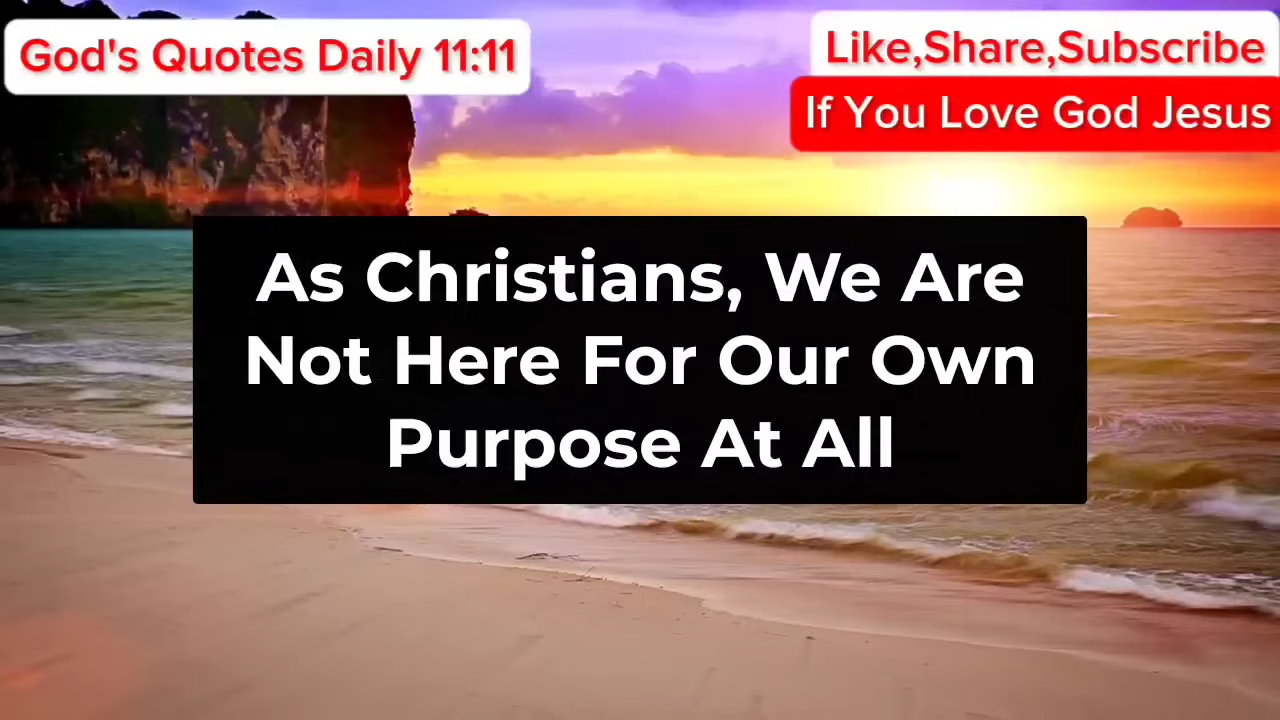 God's Quotes Daily 11:11
Like,Share,Subscribe
If You Love God Jesus
As Christians, We Are
Not Here For Our Own
Purpose At All